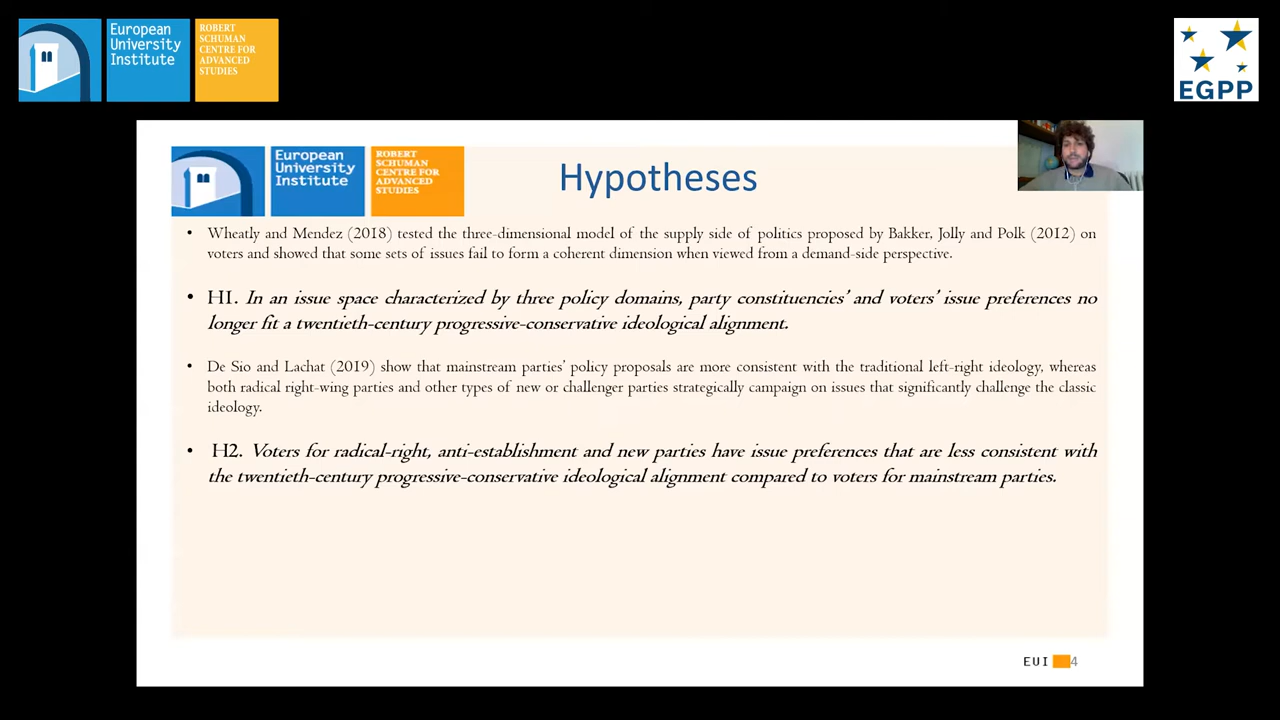 European
University
Institute
ROBERT
SCHUMAN
CENTRE FOR
ADVANCED
STUDIES
EGPP
European
University
Institute
ROBERT
SCHUMAN
CENTRE FOR
ADVANCED
STUDIES
Hypotheses
• Wheatly and Mendez (2018) tested the three-dimensional model of the supply side of politics proposed by Bakker, Jolly and Polk (2012) on
voters and showed that some sets of issues fail to form a coherent dimension when viewed from a demand-side perspective.
• H1. In an issue space characterized by three policy domains, party constituencies’ and voters’ issue preferences no
longer fit a twentieth-century progressive-conservative ideological alignment.
• De Sio and Lachat (2019) show that mainstream parties’ policy proposals are more consistent with the traditional left-right ideology, whereas
both radical right-wing parties and other types of new or challenger parties strategically campaign on issues that significantly challenge the classic
ideology.
• H2. Voters for radical-right, anti-establishment and new parties have issue preferences that are less consistent with
the twentieth-century progressive-conservative ideological alignment compared to voters for mainstream parties.
EUI 4